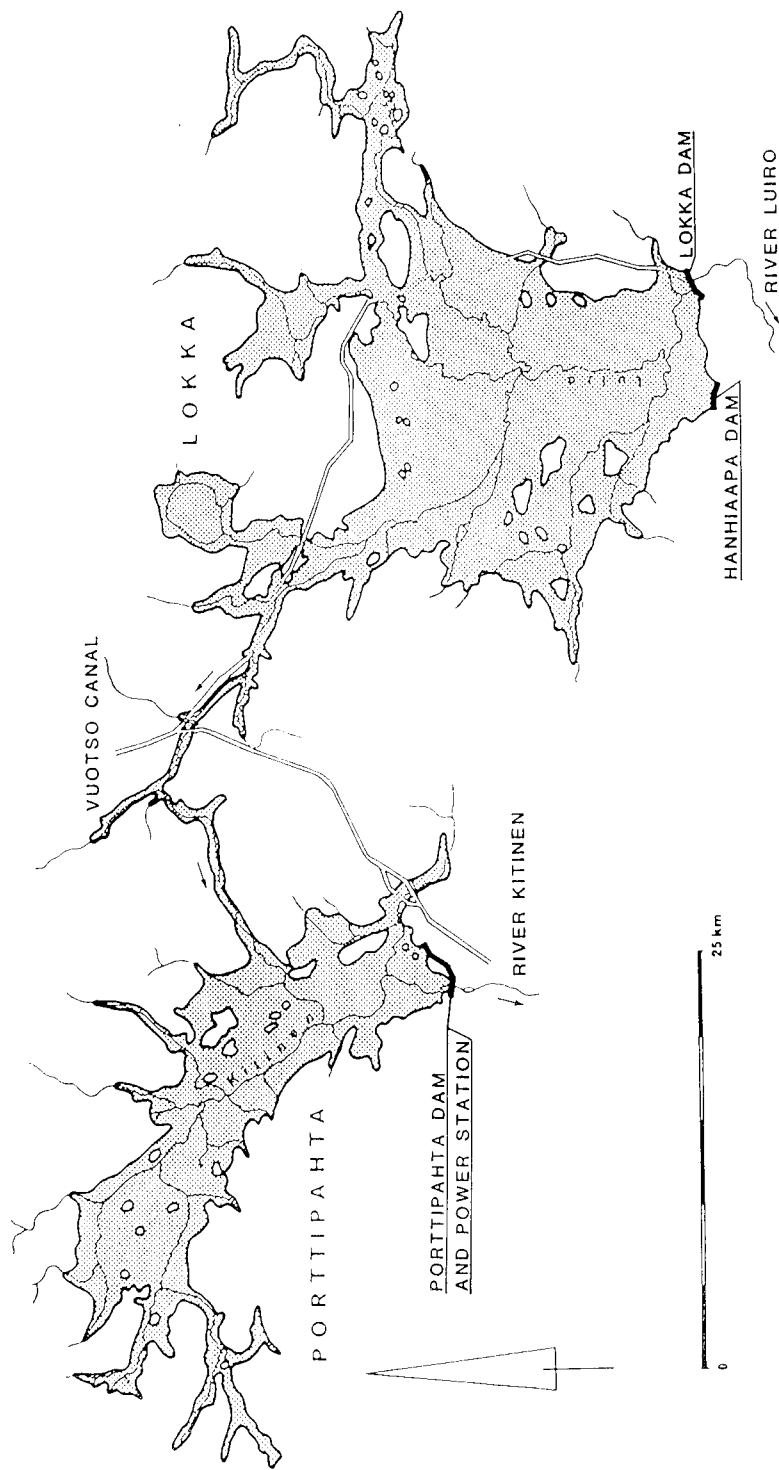 VUOTSO CANAL
LOKKA
Kitinen
PORTTIPAHTA
PORTTIPAHTA DAM
AND POWER STATION
RIVER KITINEN
HANHIAAPA DAM
LOKKA DAM
RIVER LUIRO
0
25 km